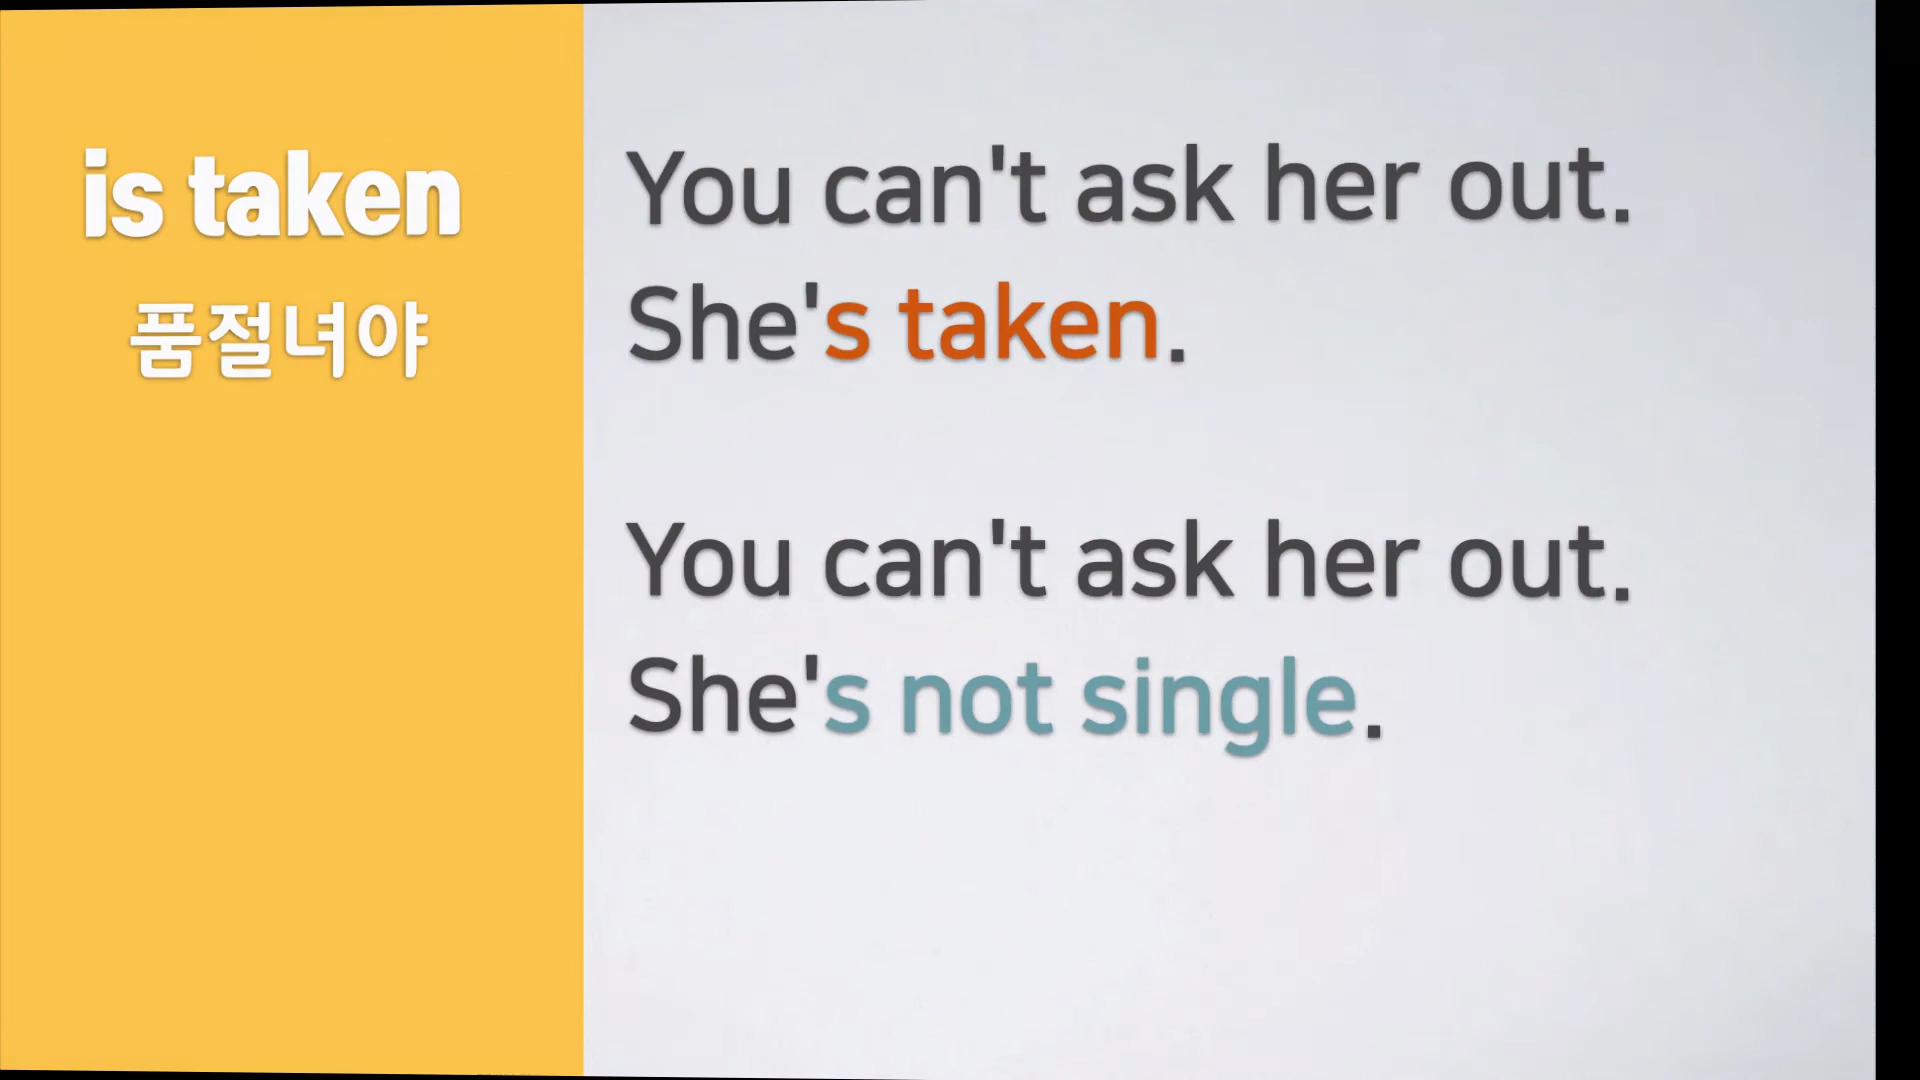 is taken
품절녀야
You can't ask her out.
She's taken.
You can't ask her out.
She's not single.